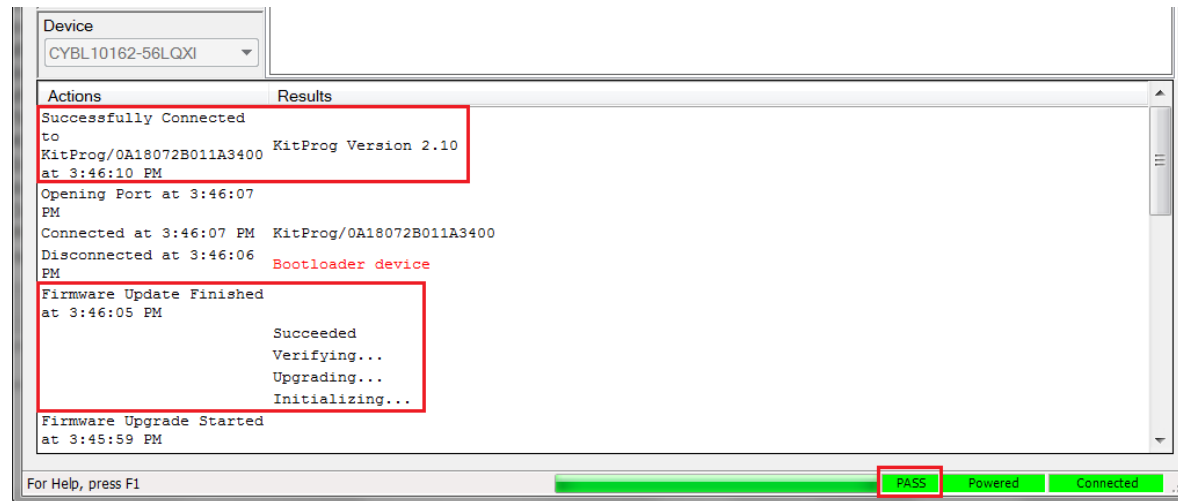 Device
CYBL10162-56LQXI
Actions Results
Successfully Connected
to
KitProg/0A18072B011A3400
at 3:46:10 PM
KitProg Version 2.10
Opening Port at 3:46:07
PM
Connected at 3:46:07 PM KitProg/0A18072B011A3400
Disconnected at 3:46:06
PM
Bootloader device
Firmware Update Finished
at 3:46:05 PM
Succeeded
Verifying...
Upgrading...
Initializing...
Firmware Upgrade Started
at 3:45:59 PM
For Help, press F1 PASS Powered Connected